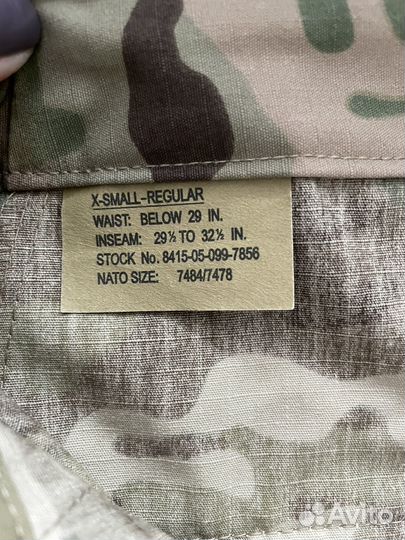 X-SMALL-REGULAR
WAIST: BELOW 29 IN.
INSEAM: 29½ TO 32½ IN.
STOCK No. 8415-05-099-7856
NATO SIZE: 7484/7478
Avito